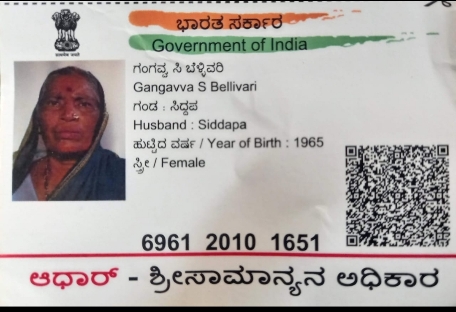 ಭಾರತ ಸರ್ಕಾರ
Government of India
ಗಂಗವ್ವ ಸಿ ಬೆಳ್ಳಿವರಿ
Gangavva S Bellivari
ಗಂಡ : ಸಿದ್ದಪ
Husband : Siddapa
ಹುಟ್ಟಿದ ವರ್ಷ / Year of Birth : 1965
ಸ್ತ್ರೀ / Female
6961 2010 1651
ಆಧಾರ್ - ಶ್ರೀಸಾಮಾನ್ಯನ ಅಧಿಕಾರ